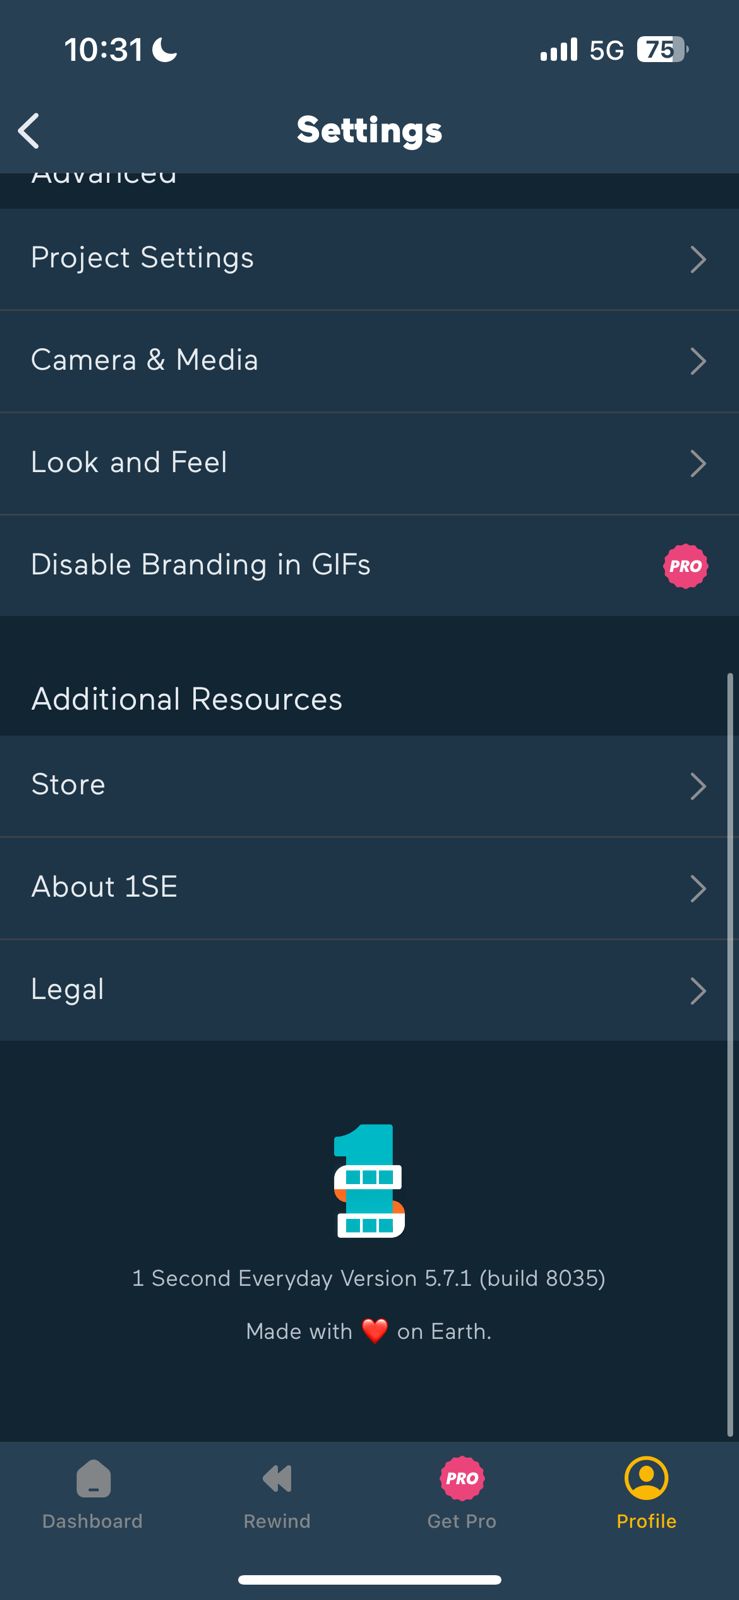 10:31
5G
75
Settings
Advanced
Project Settings
Camera & Media
Look and Feel
Disable Branding in GIFs
PRO
Additional Resources
Store
About 1SE
Legal
1 Second Everyday Version 5.7.1 (build 8035)
Made with ❤️ on Earth.
PRO
Dashboard
Rewind
Get Pro
Profile